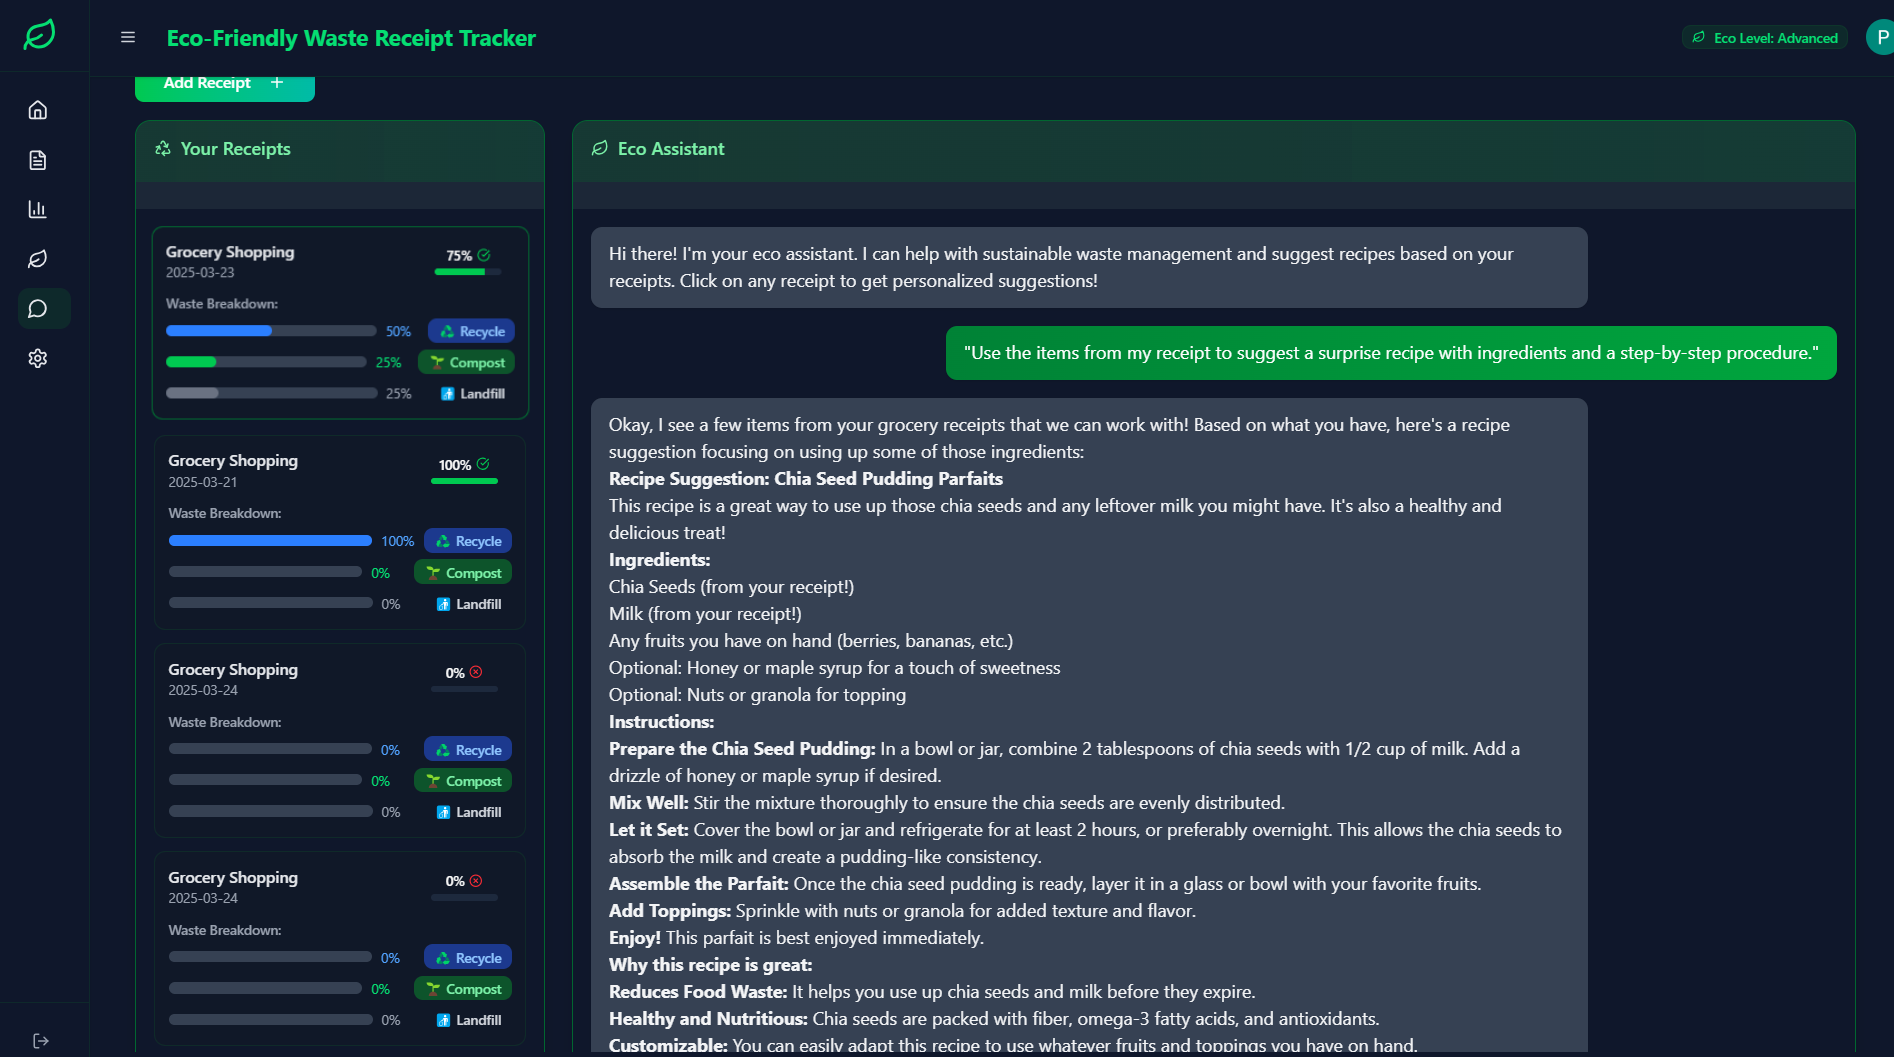 Eco-Friendly Waste Receipt Tracker
Eco Level: Advanced
P
Add Receipt +
Your Receipts
Grocery Shopping
75%
2025-03-23
Waste Breakdown:
50% Recycle
25% Compost
25% Landfill
Grocery Shopping
100%
2025-03-21
Waste Breakdown:
100% Recycle
0% Compost
0% Landfill
Grocery Shopping
0%
2025-03-24
Waste Breakdown:
0% Recycle
0% Compost
0% Landfill
Grocery Shopping
0%
2025-03-24
Waste Breakdown:
0% Recycle
0% Compost
0% Landfill
Eco Assistant
Hi there! I'm your eco assistant. I can help with sustainable waste management and suggest recipes based on your
receipts. Click on any receipt to get personalized suggestions!
"Use the items from my receipt to suggest a surprise recipe with ingredients and a step-by-step procedure."
Okay, I see a few items from your grocery receipts that we can work with! Based on what you have, here's a recipe
suggestion focusing on using up some of those ingredients:
Recipe Suggestion: Chia Seed Pudding Parfaits
This recipe is a great way to use up those chia seeds and any leftover milk you might have. It's also a healthy and
delicious treat!
Ingredients:
Chia Seeds (from your receipt!)
Milk (from your receipt!)
Any fruits you have on hand (berries, bananas, etc.)
Optional: Honey or maple syrup for a touch of sweetness
Optional: Nuts or granola for topping
Instructions:
Prepare the Chia Seed Pudding: In a bowl or jar, combine 2 tablespoons of chia seeds with 1/2 cup of milk. Add a
drizzle of honey or maple syrup if desired.
Mix Well: Stir the mixture thoroughly to ensure the chia seeds are evenly distributed.
Let it Set: Cover the bowl or jar and refrigerate for at least 2 hours, or preferably overnight. This allows the chia seeds to
absorb the milk and create a pudding-like consistency.
Assemble the Parfait: Once the chia seed pudding is ready, layer it in a glass or bowl with your favorite fruits.
Add Toppings: Sprinkle with nuts or granola for added texture and flavor.
Enjoy! This parfait is best enjoyed immediately.
Why this recipe is great:
Reduces Food Waste: It helps you use up chia seeds and milk before they expire.
Healthy and Nutritious: Chia seeds are packed with fiber, omega-3 fatty acids, and antioxidants.
Customizable: You can easily adapt this recipe to use whatever fruits and toppings you have on hand.